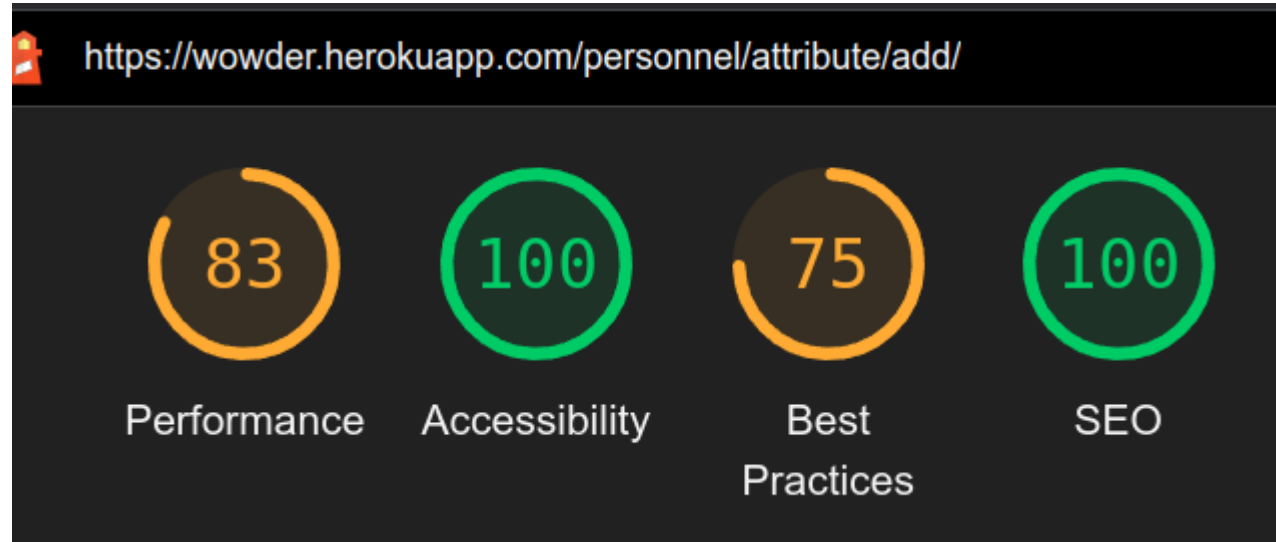 https://wowder.herokuapp.com/personnel/attribute/add/
83
100
75
100
Performance
Accessibility
Best
Practices
SEO